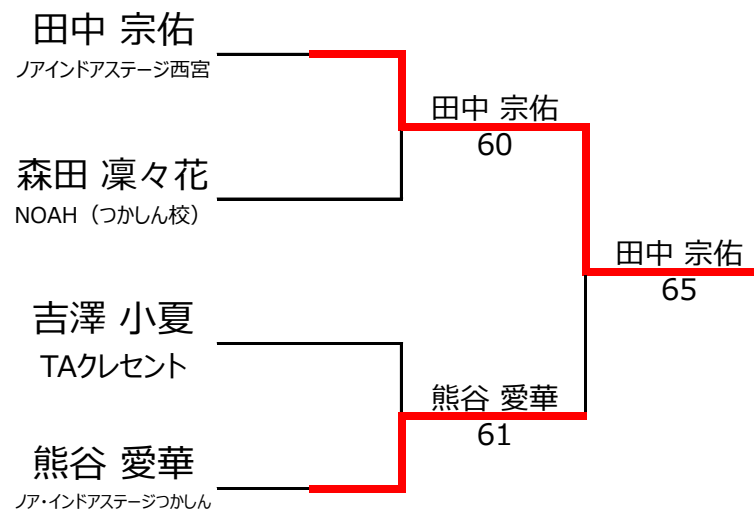 田中 宗佑
ノアインドアステージ西宮
田中 宗佑
60
森田 凜々花
NOAH（つかしん校）
田中 宗佑
65
吉澤 小夏
TAクレセント
熊谷 愛華
61
熊谷 愛華
ノア・インドアステージつかしん